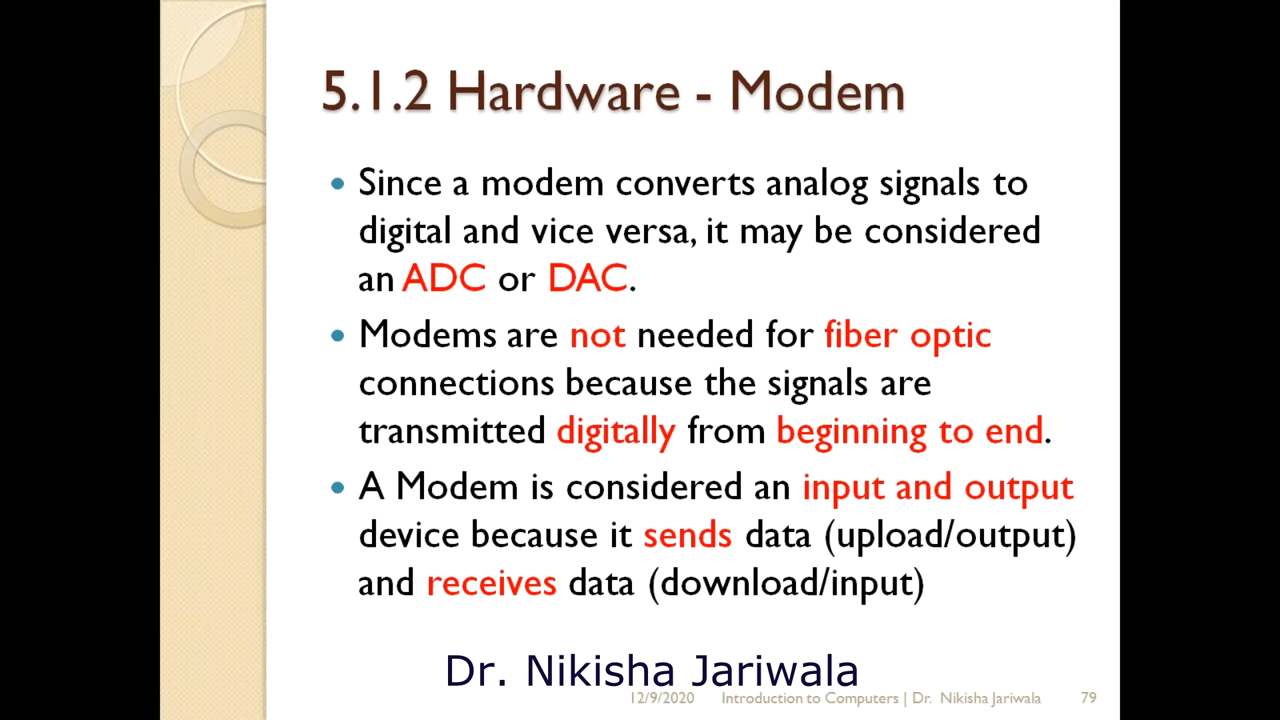 5.1.2 Hardware - Modem
Since a modem converts analog signals to
digital and vice versa, it may be considered
an ADC or DAC.
Modems are not needed for fiber optic
connections because the signals are
transmitted digitally from beginning to end.
A Modem is considered an input and output
device because it sends data (upload/output)
and receives data (download/input)
Dr. Nikisha Jariwala
12/9/2020 Introduction to Computers | Dr. Nikisha Jariwala 79